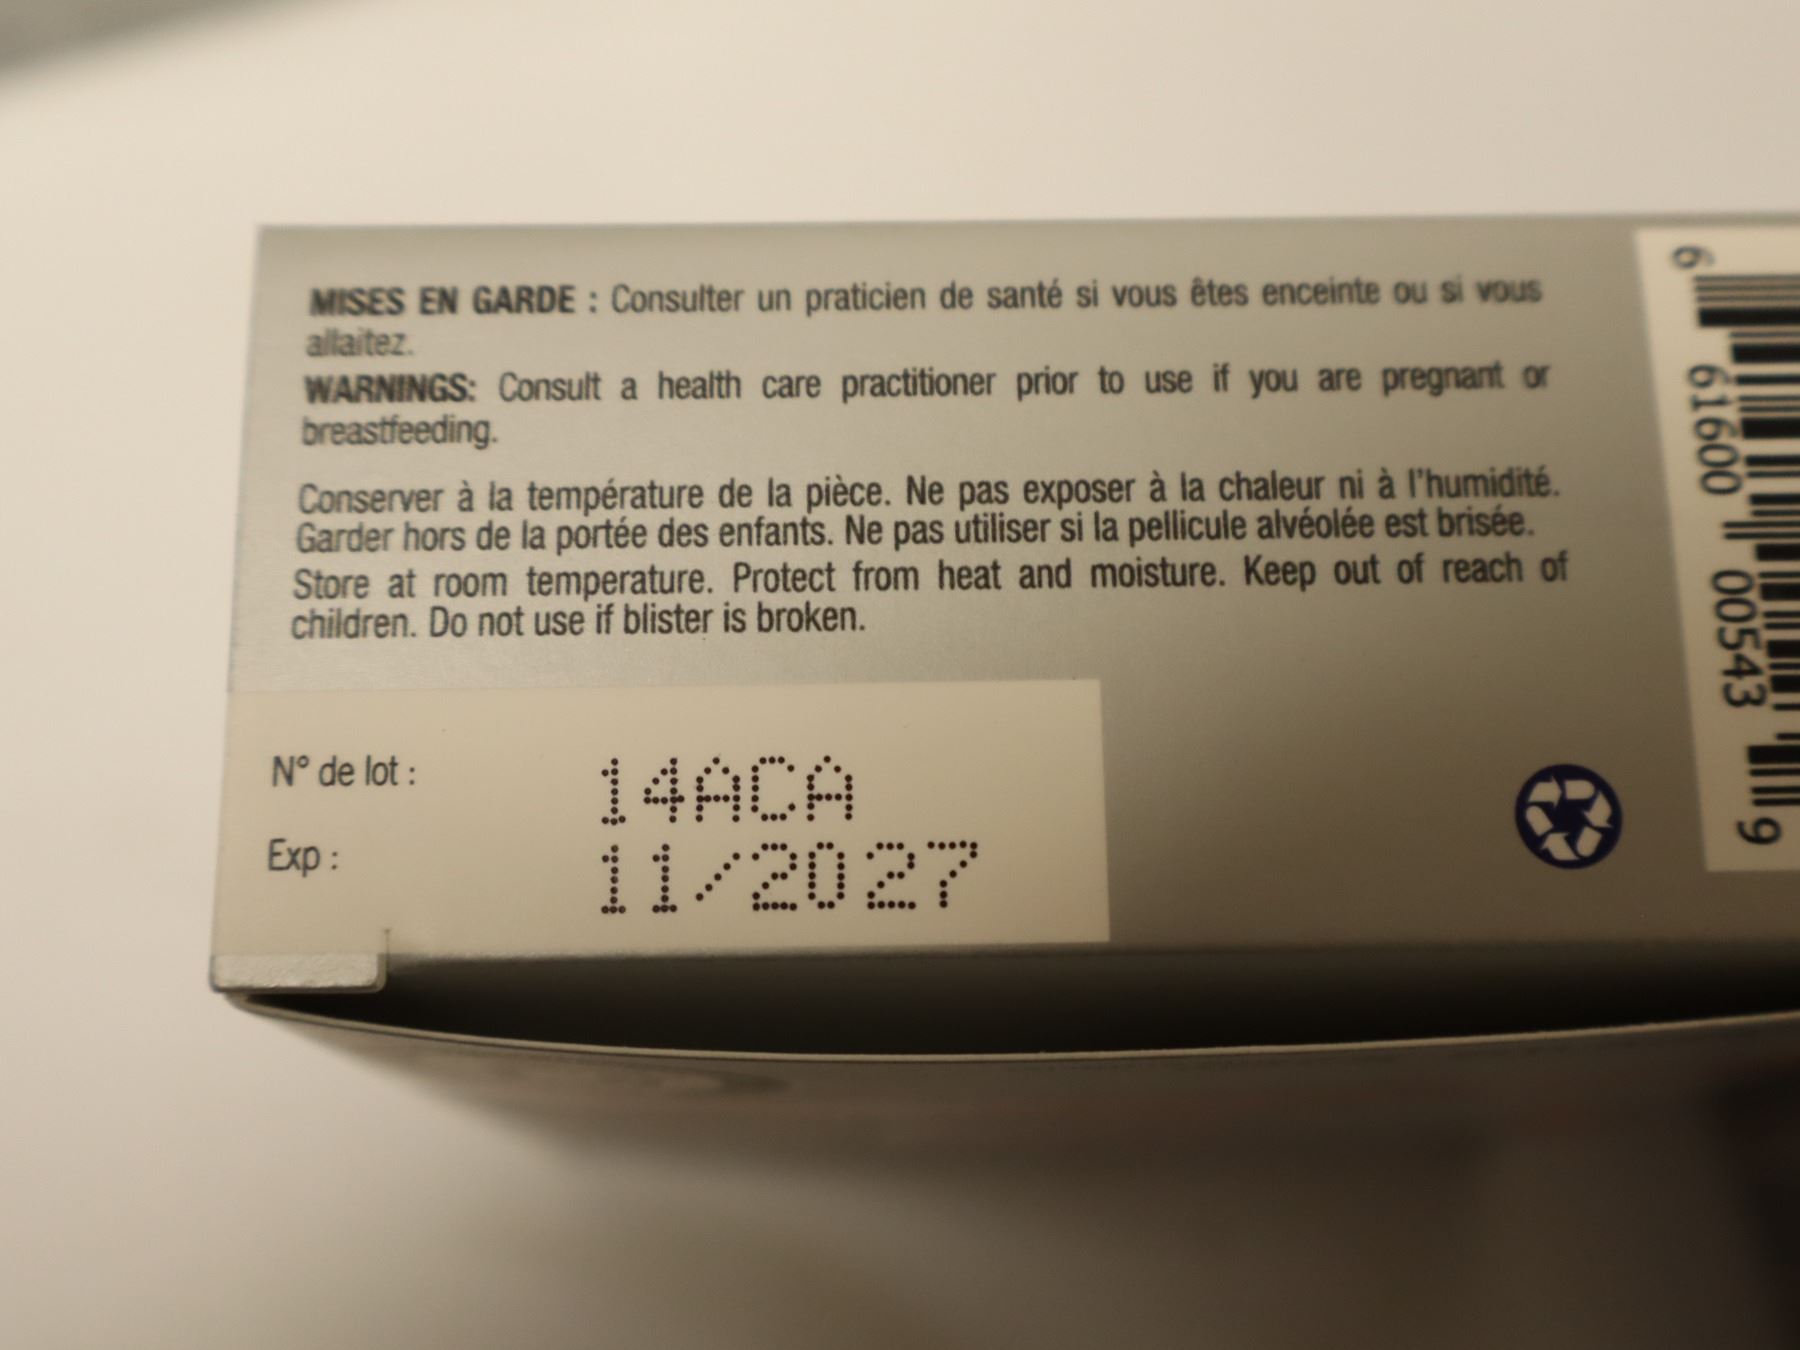 MISES EN GARDE : Consulter un praticien de santé si vous êtes enceinte ou si vous
allaitez.
WARNINGS: Consult a health care practitioner prior to use if you are pregnant or
breastfeeding.
Conserver à la température de la pièce. Ne pas exposer à la chaleur ni à l'humidité.
Garder hors de la portée des enfants. Ne pas utiliser si la pellicule alvéolée est brisée.
Store at room temperature. Protect from heat and moisture. Keep out of reach of
children. Do not use if blister is broken.
N° de lot : 14ACA
Exp : 11/2027
6 61600 00543 9